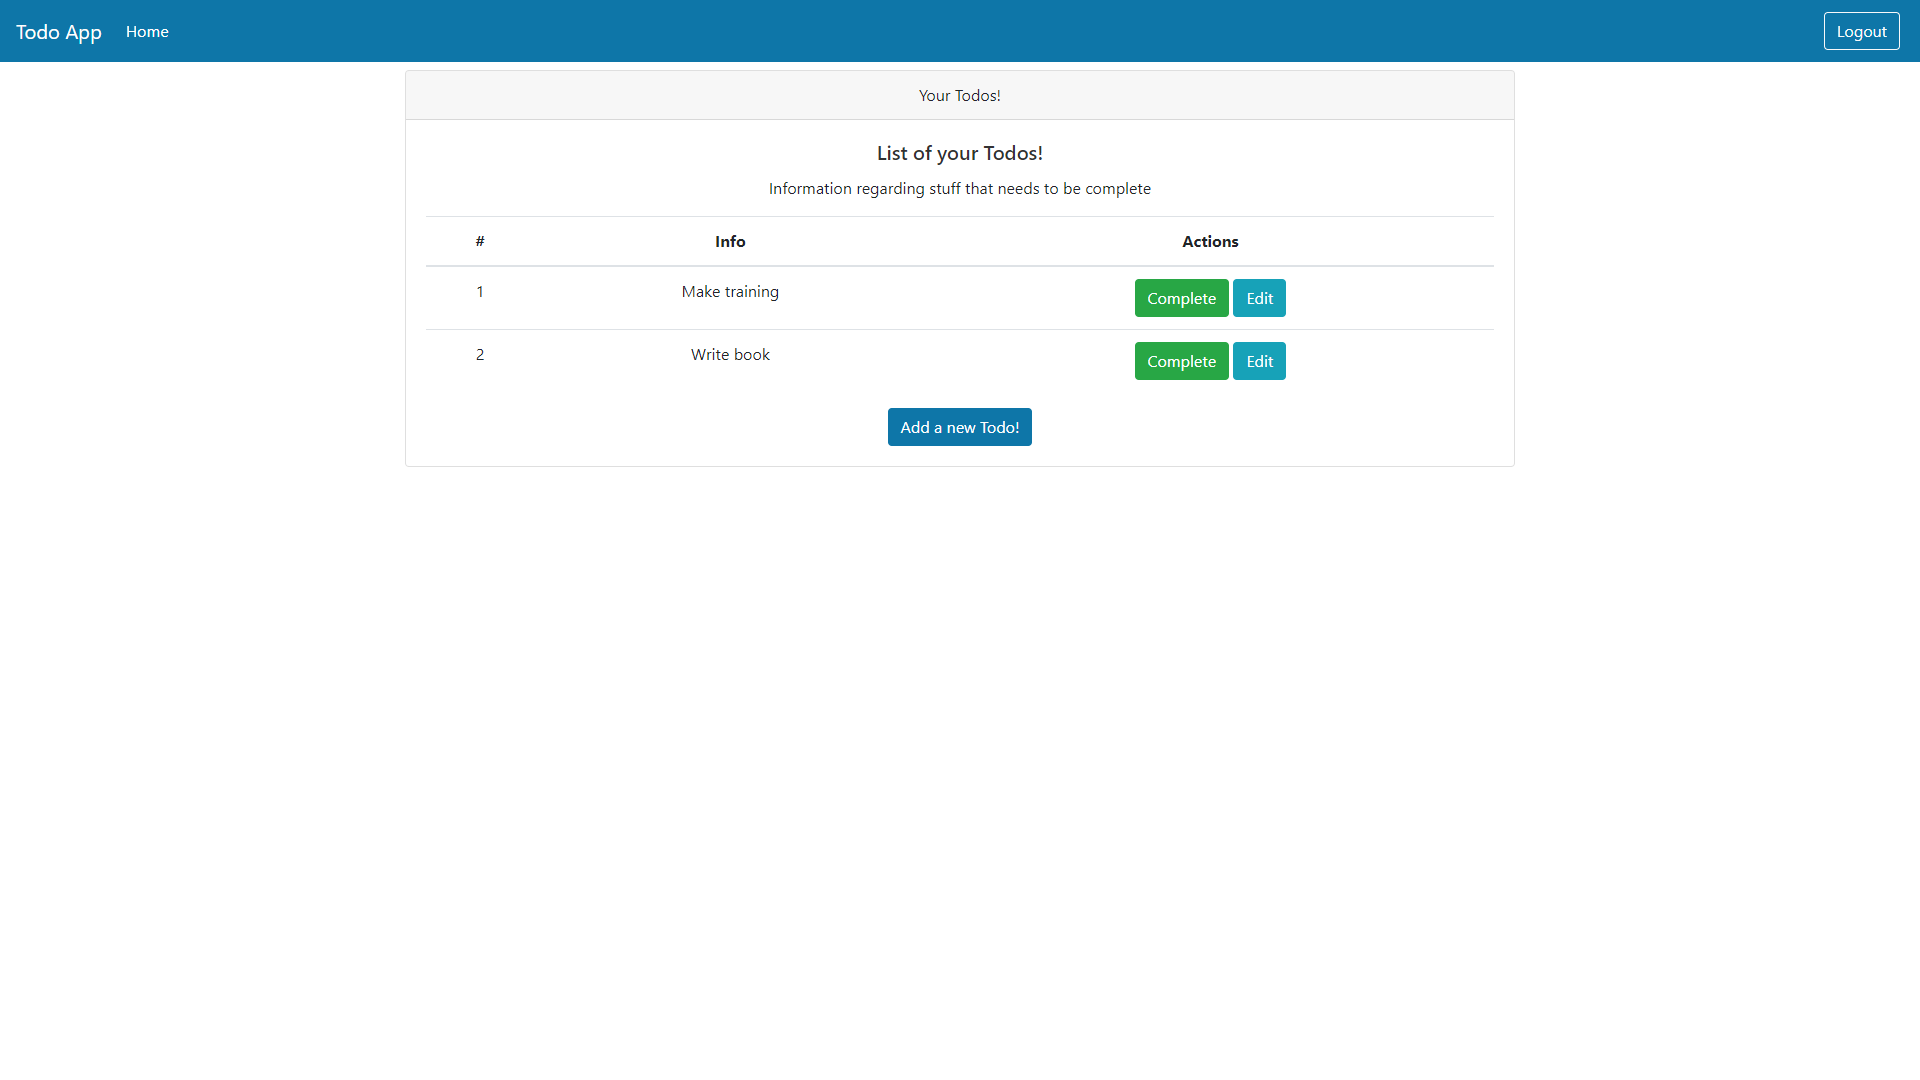 Todo App Home Logout
Your Todos!
List of your Todos!
Information regarding stuff that needs to be complete
# Info Actions
1 Make training Complete Edit
2 Write book Complete Edit
Add a new Todo!